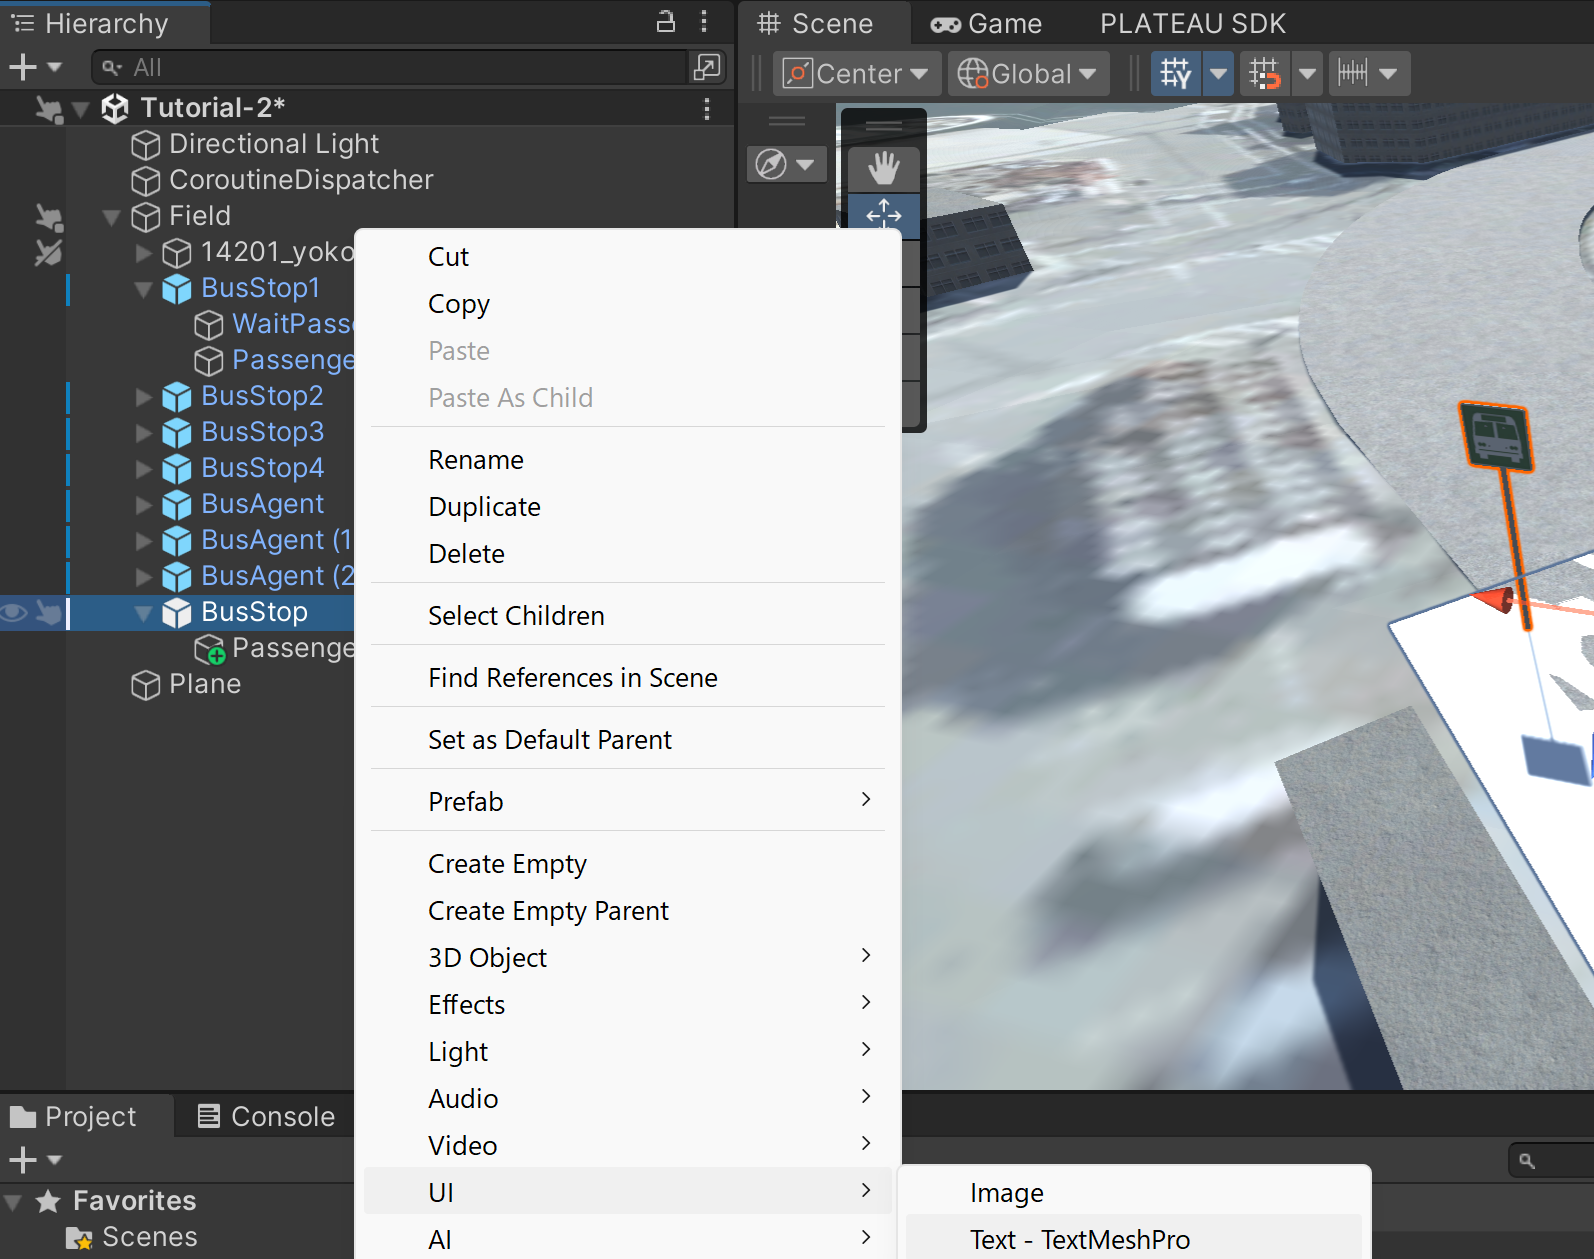 Hierarchy
All
Tutorial-2*
Directional Light
CoroutineDispatcher
Field
14201_yoko
BusStop1
WaitPass
Passenge
BusStop2
BusStop3
BusStop4
BusAgent
BusAgent (1
BusAgent (2
BusStop
Passenge
Plane
Scene
Game
PLATEAU SDK
Center
Global
Cut
Copy
Paste
Paste As Child
Rename
Duplicate
Delete
Select Children
Find References in Scene
Set as Default Parent
Prefab
Create Empty
Create Empty Parent
3D Object
Effects
Light
Audio
Video
UI
AI
Image
Text - TextMeshPro
Project
Console
Favorites
Scenes